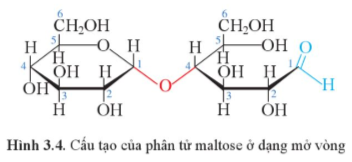 6 6
CH₂OH CH₂OH
H 5 O H H 5 OH O
H H 1
4 OH H 1 4 OH H
OH 3 2 O 3 2 H
H OH H OH
Hình 3.4. Cấu tạo của phân tử maltose ở dạng mở vòng